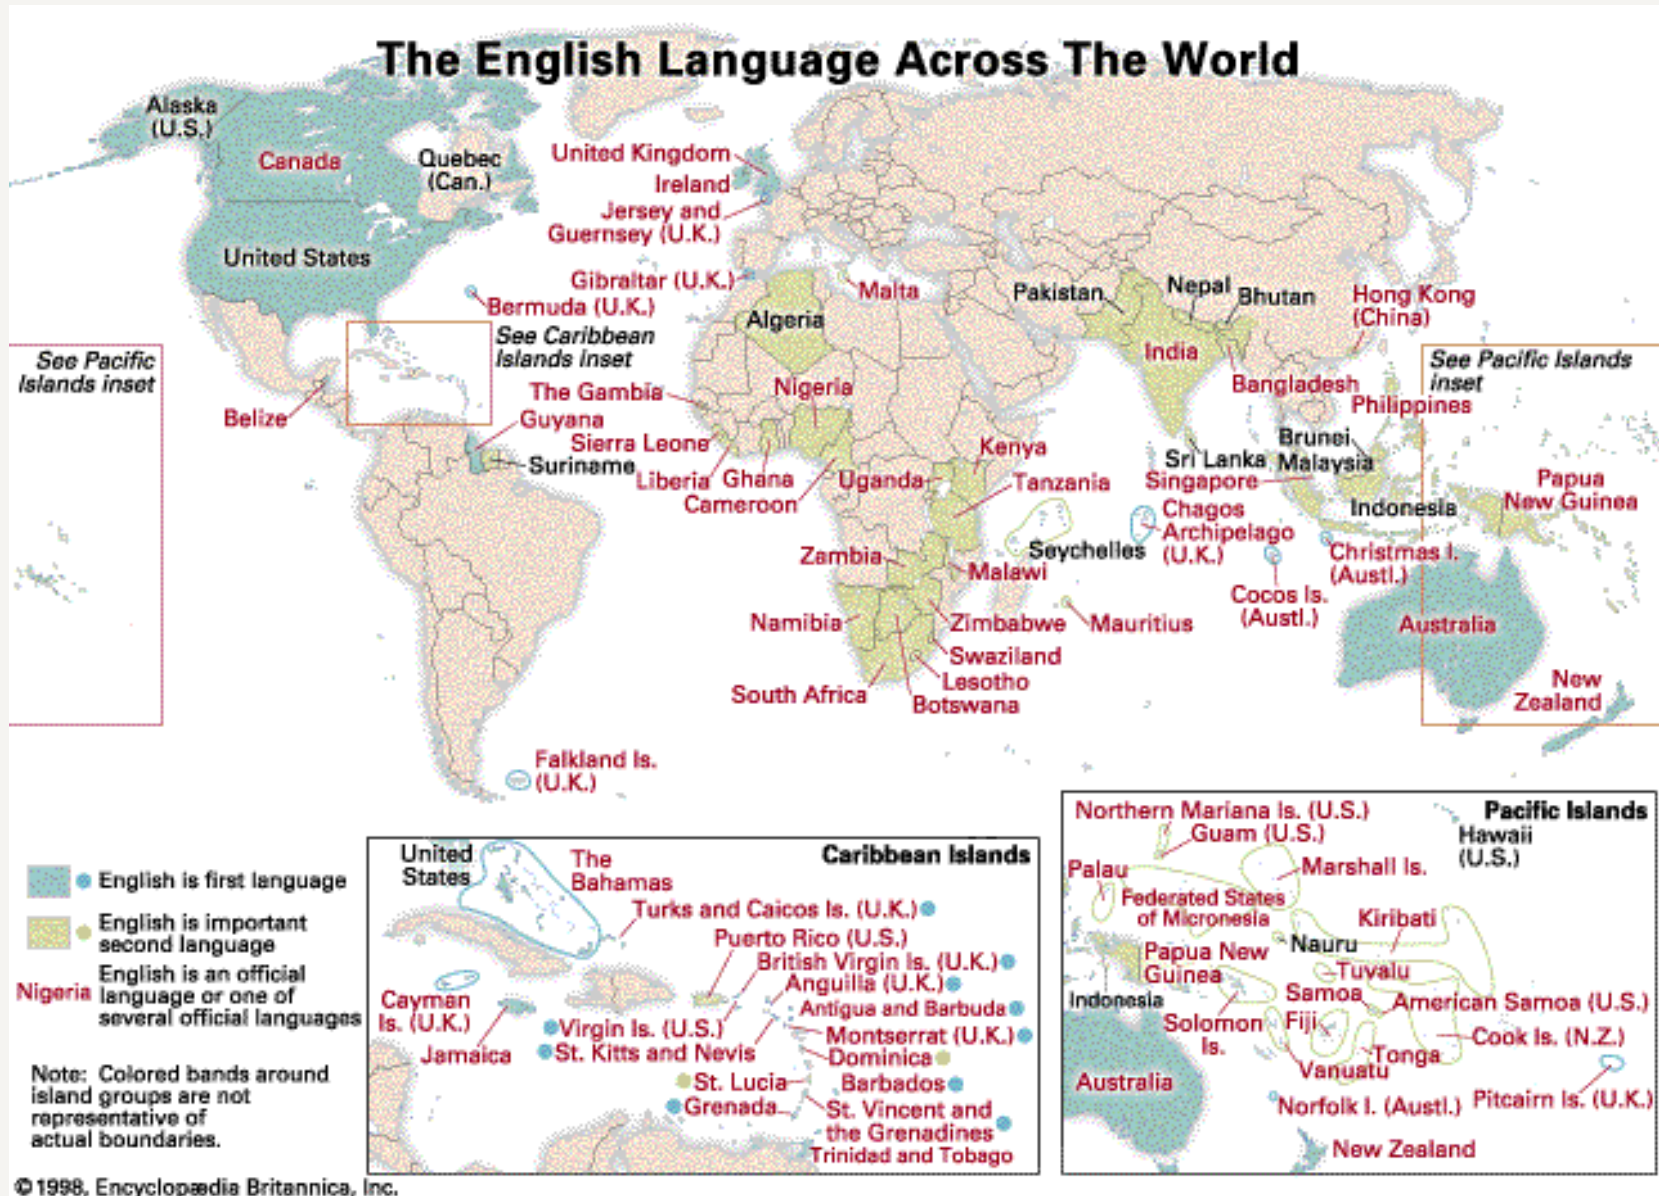 The English Language Across The World
Alaska
(U.S.)
Canada
Quebec
(Can.)
United States
United Kingdom
Ireland
Jersey and
Guernsey (U.K.)
Gibraltar (U.K.)
Bermuda (U.K.)
Malta
Algeria
Pakistan
Nepal
Bhutan
India
Bangladesh
Hong Kong
(China)
Philippines
See Pacific
Islands inset
See Caribbean
Islands inset
See Pacific Islands
inset
Belize
Guyana
Suriname
The Gambia
Sierra Leone
Liberia
Ghana
Nigeria
Cameroon
Uganda
Kenya
Tanzania
Zambia
Malawi
Namibia
Zimbabwe
Swaziland
Lesotho
Botswana
South Africa
Seychelles
Mauritius
Sri Lanka
Brunei
Malaysia
Singapore
Indonesia
Papua
New Guinea
Chagos
Archipelago
(U.K.)
Cocos Is.
(Austl.)
Christmas I.
(Austl.)
Australia
New
Zealand
Falkland Is.
(U.K.)
English is first language
English is important
second language
Nigeria
English is an official
language or one of
several official languages
Note: Colored bands around
island groups are not
representative of
actual boundaries.
©1998, Encyclopædia Britannica, Inc.
Caribbean Islands
United
States
The
Bahamas
Turks and Caicos Is. (U.K.)
Puerto Rico (U.S.)
British Virgin Is. (U.K.)
Anguilla (U.K.)
Antigua and Barbuda
Cayman
Is. (U.K.)
Jamaica
Virgin Is. (U.S.)
St. Kitts and Nevis
Montserrat (U.K.)
Dominica
St. Lucia
Barbados
Grenada
St. Vincent and
the Grenadines
Trinidad and Tobago
Pacific Islands
Northern Mariana Is. (U.S.)
Guam (U.S.)
Hawaii
(U.S.)
Palau
Marshall Is.
Federated States
of Micronesia
Kiribati
Nauru
Papua New
Guinea
Tuvalu
Indonesia
Samoa
American Samoa (U.S.)
Solomon
Is.
Fiji
Cook Is. (N.Z.)
Tonga
Vanuatu
Australia
Norfolk I. (Austl.)
Pitcairn Is. (U.K.)
New Zealand